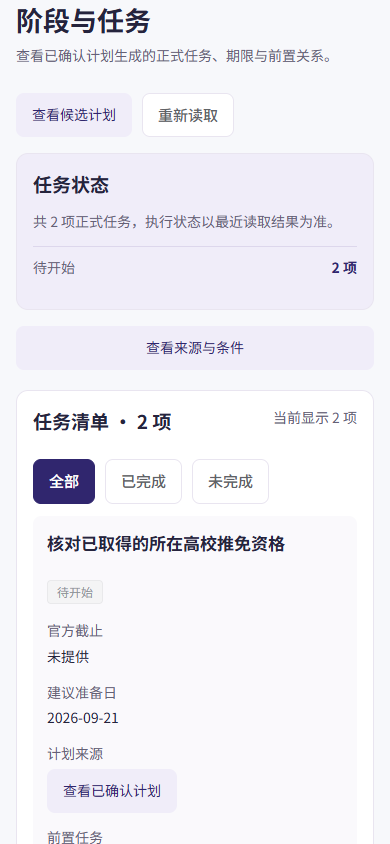 阶段与任务
查看已确认计划生成的正式任务、期限与前置关系。
查看候选计划
重新读取
任务状态
共 2 项正式任务，执行状态以最近读取结果为准。
待开始
2 项
查看来源与条件
任务清单 · 2 项
当前显示 2 项
全部
已完成
未完成
核对已取得的所在高校推免资格
待开始
官方截止
未提供
建议准备日
2026-09-21
计划来源
查看已确认计划
前置任务